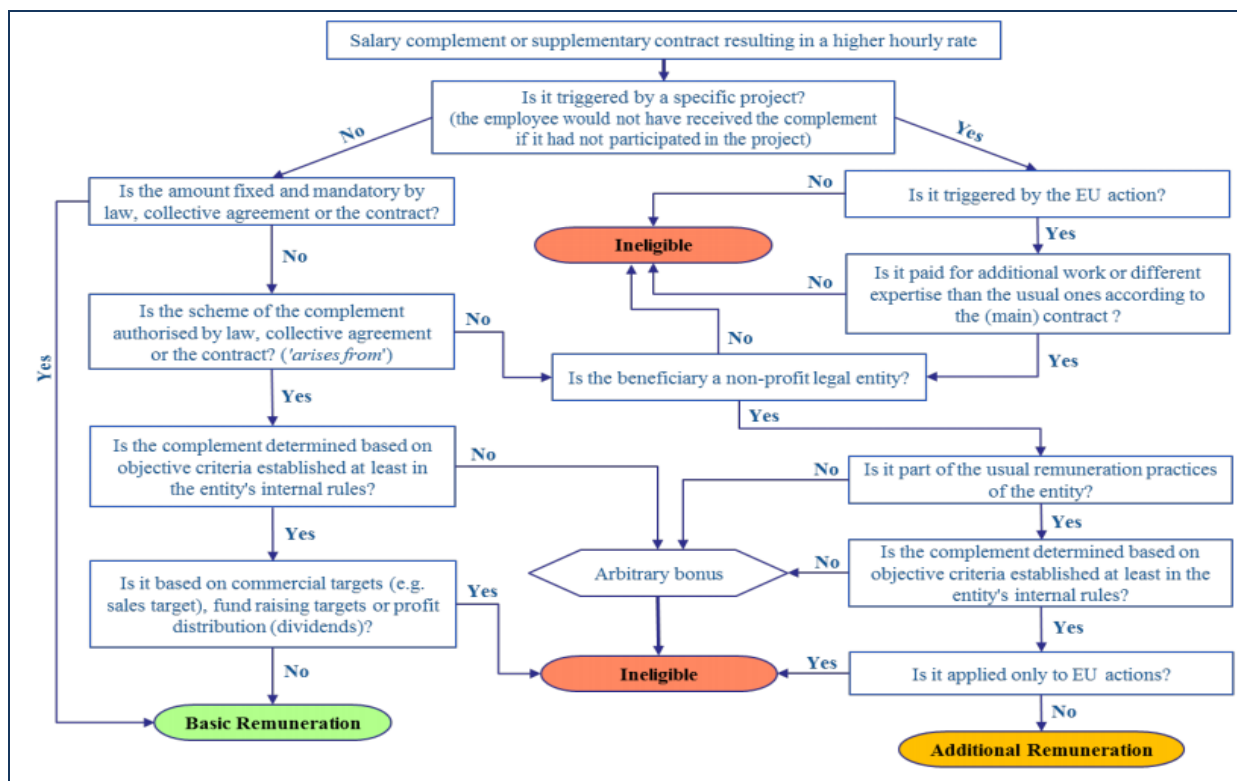 Salary complement or supplementary contract resulting in a higher hourly rate
Is it triggered by a specific project?
(the employee would not have received the complement
if it had not participated in the project)
No
Yes
Is the amount fixed and mandatory by
law, collective agreement or the contract?
No
Is it triggered by the EU action?
Ineligible
Yes
No
Is the scheme of the complement
authorised by law, collective agreement
or the contract? ('arises from')
No
No
Is it paid for additional work or different
expertise than the usual ones according to
the (main) contract ?
Yes
No
Is the beneficiary a non-profit legal entity?
Yes
Yes
Yes
Is the complement determined based on
objective criteria established at least in
the entity's internal rules?
No
No
Is it part of the usual remuneration practices
of the entity?
Yes
Yes
Is it based on commercial targets (e.g.
sales target), fund raising targets or profit
distribution (dividends)?
Yes
Arbitrary bonus
No
Is the complement determined based on
objective criteria established at least in the
entity's internal rules?
Yes
No
Ineligible
Yes
Is it applied only to EU actions?
Basic Remuneration
No
Additional Remuneration